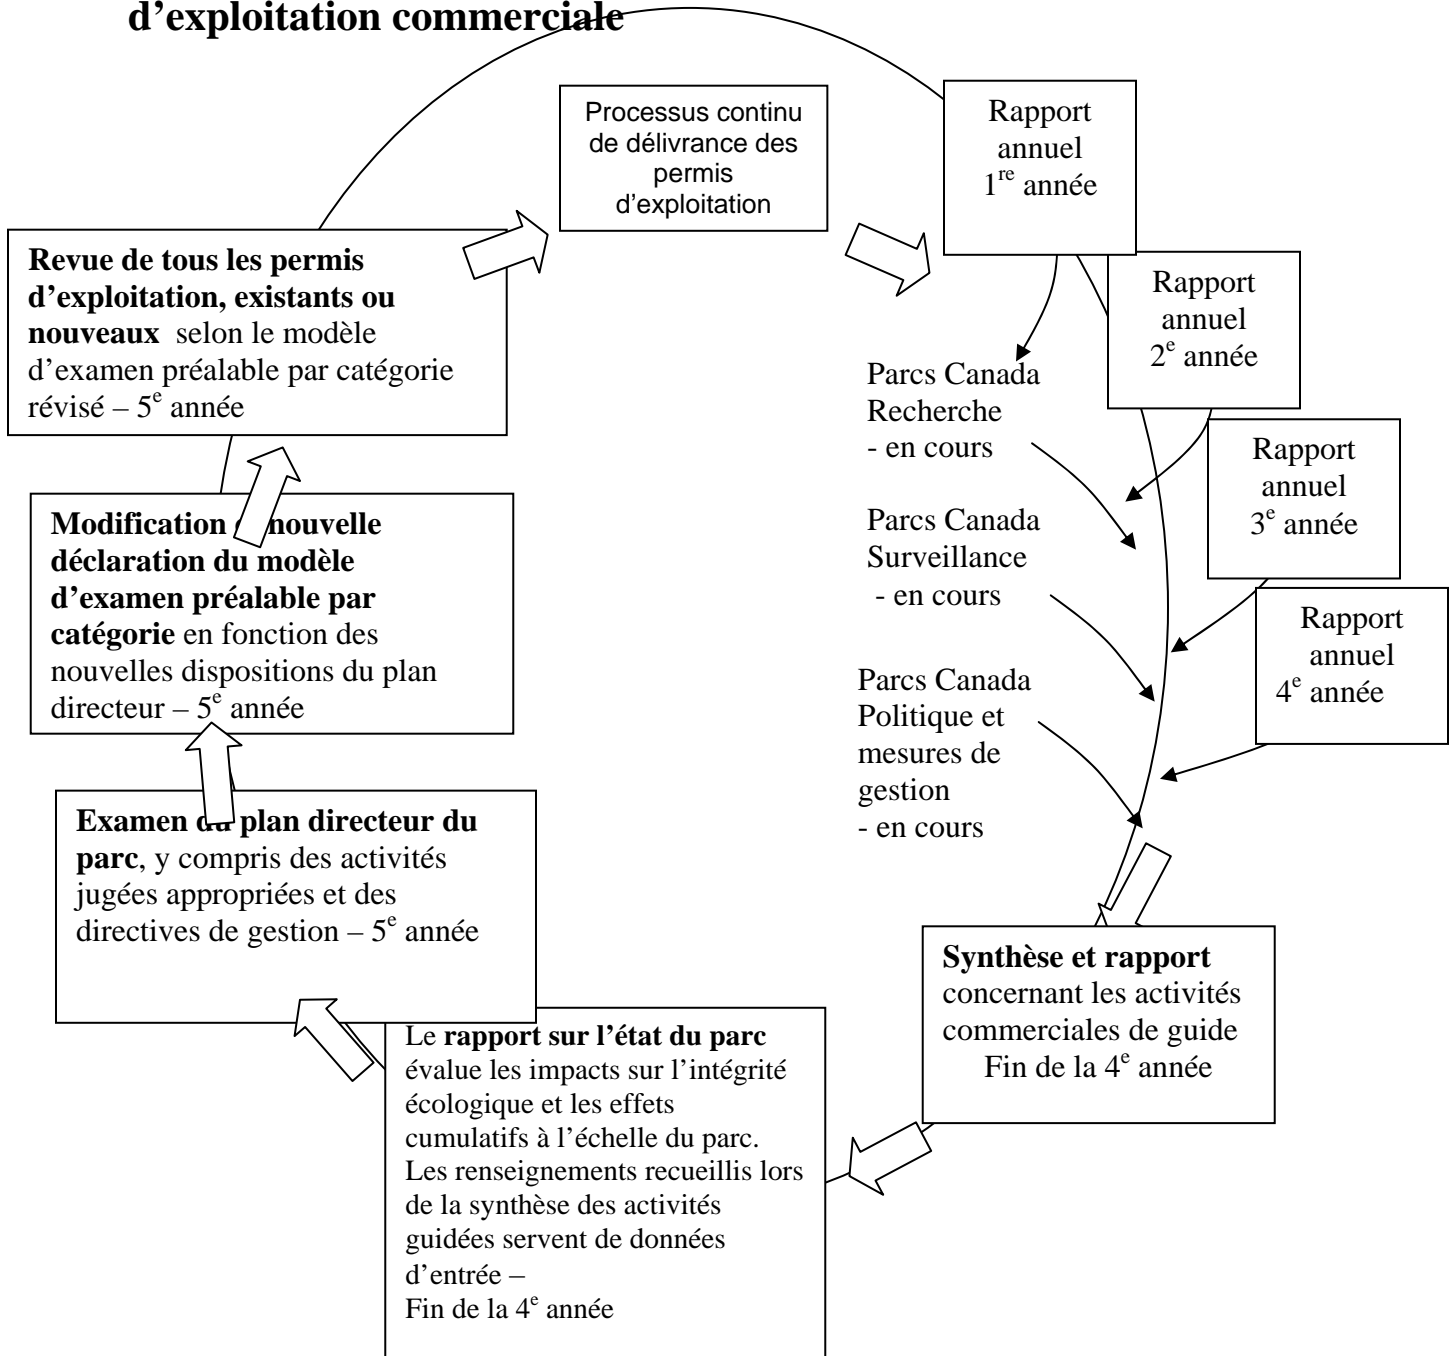 d’exploitation commerciale
Processus continu
de délivrance des
permis
d’exploitation
Rapport
annuel
1re année
Rapport
annuel
2e année
Rapport
annuel
3e année
Rapport
annuel
4e année
Parcs Canada
Recherche
- en cours
Parcs Canada
Surveillance
- en cours
Parcs Canada
Politique et
mesures de
gestion
- en cours
Synthèse et rapport
concernant les activités
commerciales de guide
Fin de la 4e année
Le rapport sur l’état du parc
évalue les impacts sur l’intégrité
écologique et les effets
cumulatifs à l’échelle du parc.
Les renseignements recueillis lors
de la synthèse des activités
guidées servent de données
d’entrée –
Fin de la 4e année
Examen du plan directeur du
parc, y compris des activités
jugées appropriées et des
directives de gestion – 5e année
Modification nouvelle
déclaration du modèle
d’examen préalable par
catégorie en fonction des
nouvelles dispositions du plan
directeur – 5e année
Revue de tous les permis
d’exploitation, existants ou
nouveaux selon le modèle
d’examen préalable par catégorie
révisé – 5e année